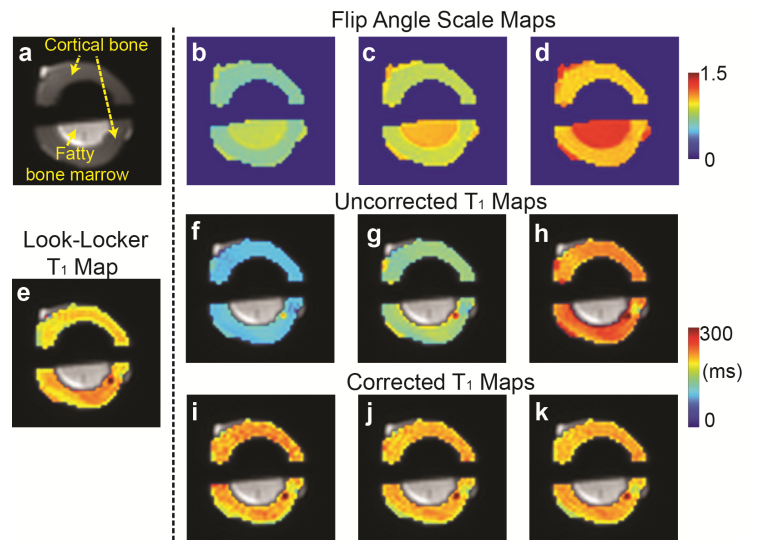 Flip Angle Scale Maps
a
Cortical bone
Fatty
bone marrow
b
c
d
1.5
0
Uncorrected T₁ Maps
Look-Locker
T₁ Map
e
f
g
h
300
(ms)
0
Corrected T₁ Maps
i
j
k